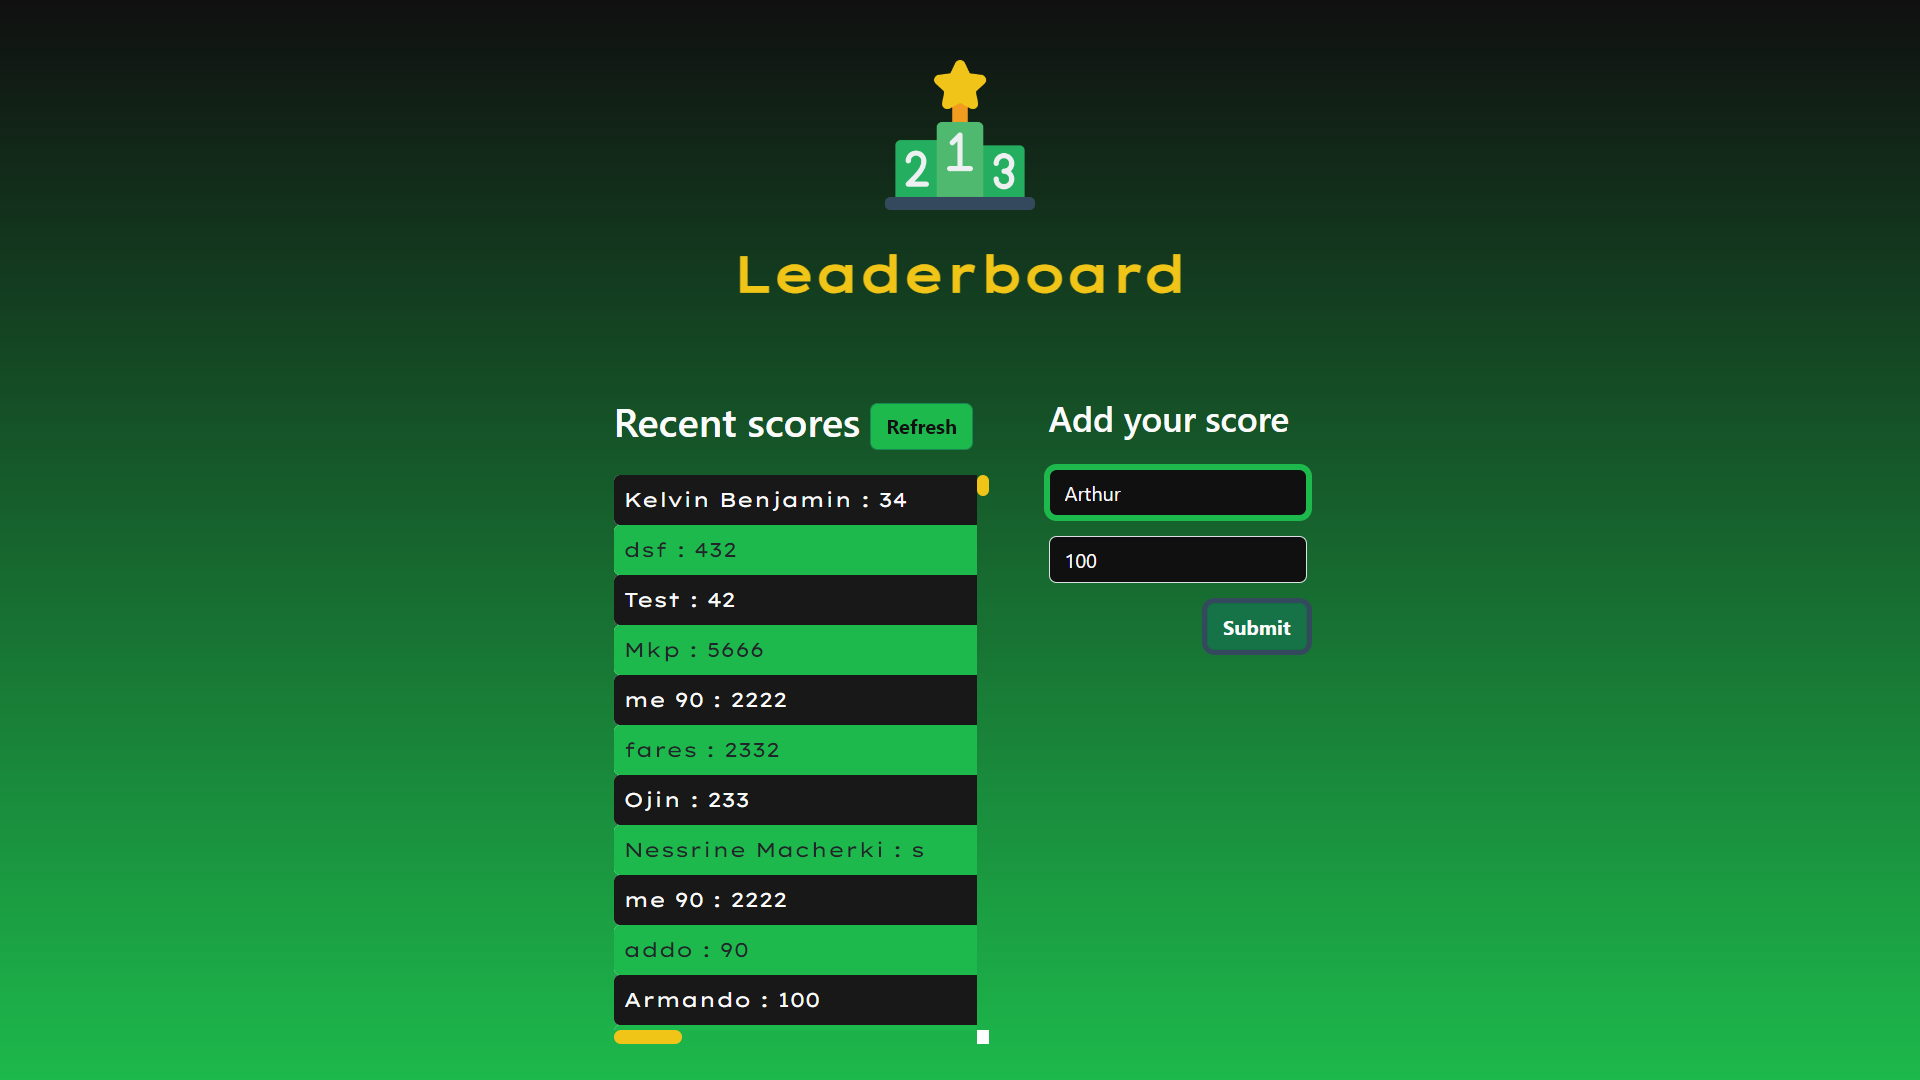 2 1 3
Leaderboard
Recent scores Refresh
Kelvin Benjamin : 34
dsf : 432
Test : 42
Mkp : 5666
me 90 : 2222
fares : 2332
Ojin : 233
Nessrine Macherki : s
me 90 : 2222
addo : 90
Armando : 100
Add your score
Arthur
100
Submit